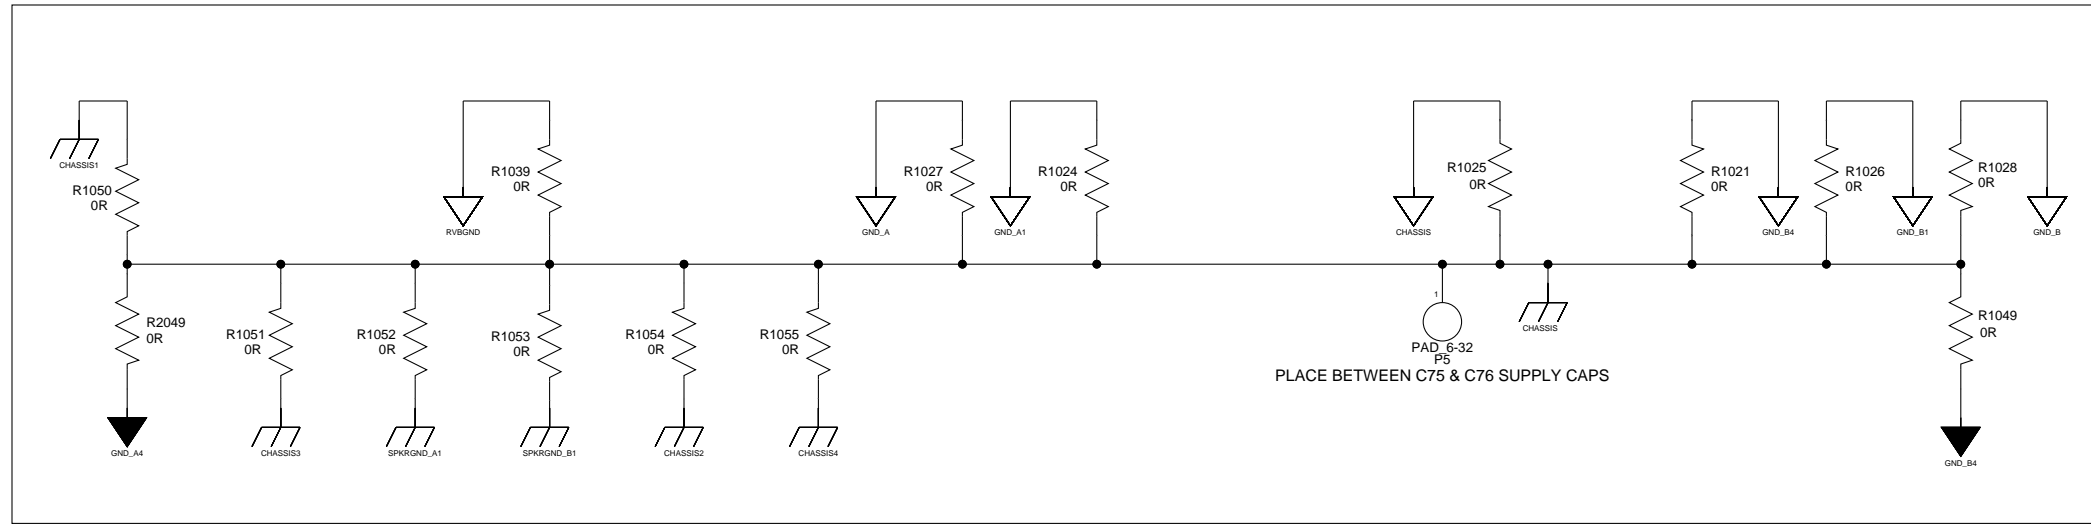 CHASSIS1
R1050
0R
R1039
0R
RVBGND
R1027
0R
GND_A
R1024
0R
GND_A1
R1025
0R
CHASSIS
R1021
0R
GND_B4
R1026
0R
GND_B1
R1028
0R
GND_B
R2049
0R
GND_A4
R1051
0R
CHASSIS3
R1052
0R
SPKRGND_A1
R1053
0R
SPKRGND_B1
R1054
0R
CHASSIS2
R1055
0R
CHASSIS4
1
PAD_6-32
P5
PLACE BETWEEN C75 & C76 SUPPLY CAPS
CHASSIS
R1049
0R
GND_B4